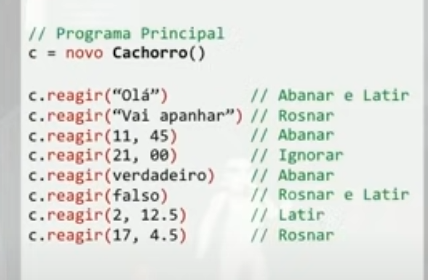 // Programa Principal
c = novo Cachorro()
c.reagir(“Olá”) // Abanar e Latir
c.reagir(“Vai apanhar”) // Rosnar
c.reagir(11, 45) // Abanar
c.reagir(21, 00) // Ignorar
c.reagir(verdadeiro) // Abanar
c.reagir(falso) // Rosnar e Latir
c.reagir(2, 12.5) // Latir
c.reagir(17, 4.5) // Rosnar